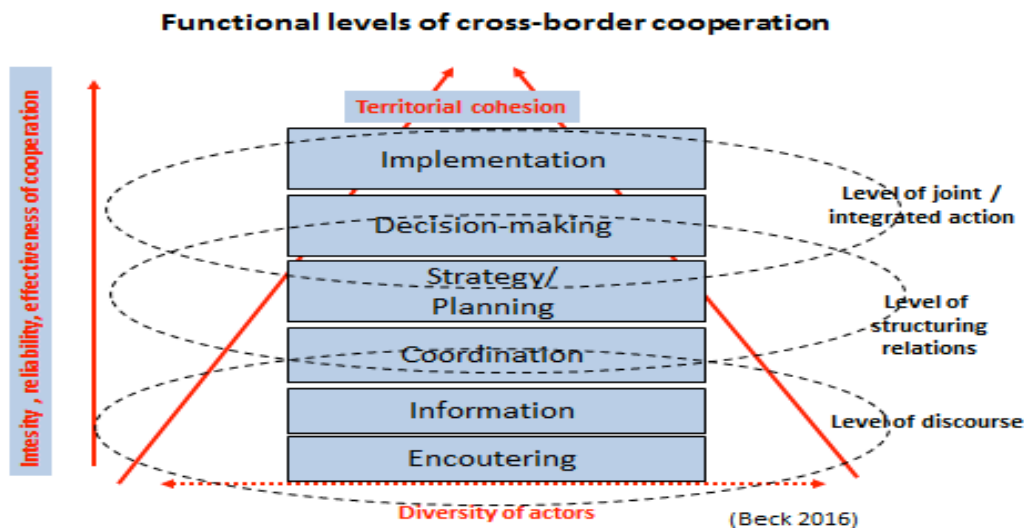 Functional levels of cross-border cooperation
Intesity , reliability, effectiveness of cooperation
Territorial cohesion
Implementation
Decision-making
Strategy/
Planning
Coordination
Information
Encoutering
Level of joint /
integrated action
Level of
structuring
relations
Level of discourse
Diversity of actors
(Beck 2016)